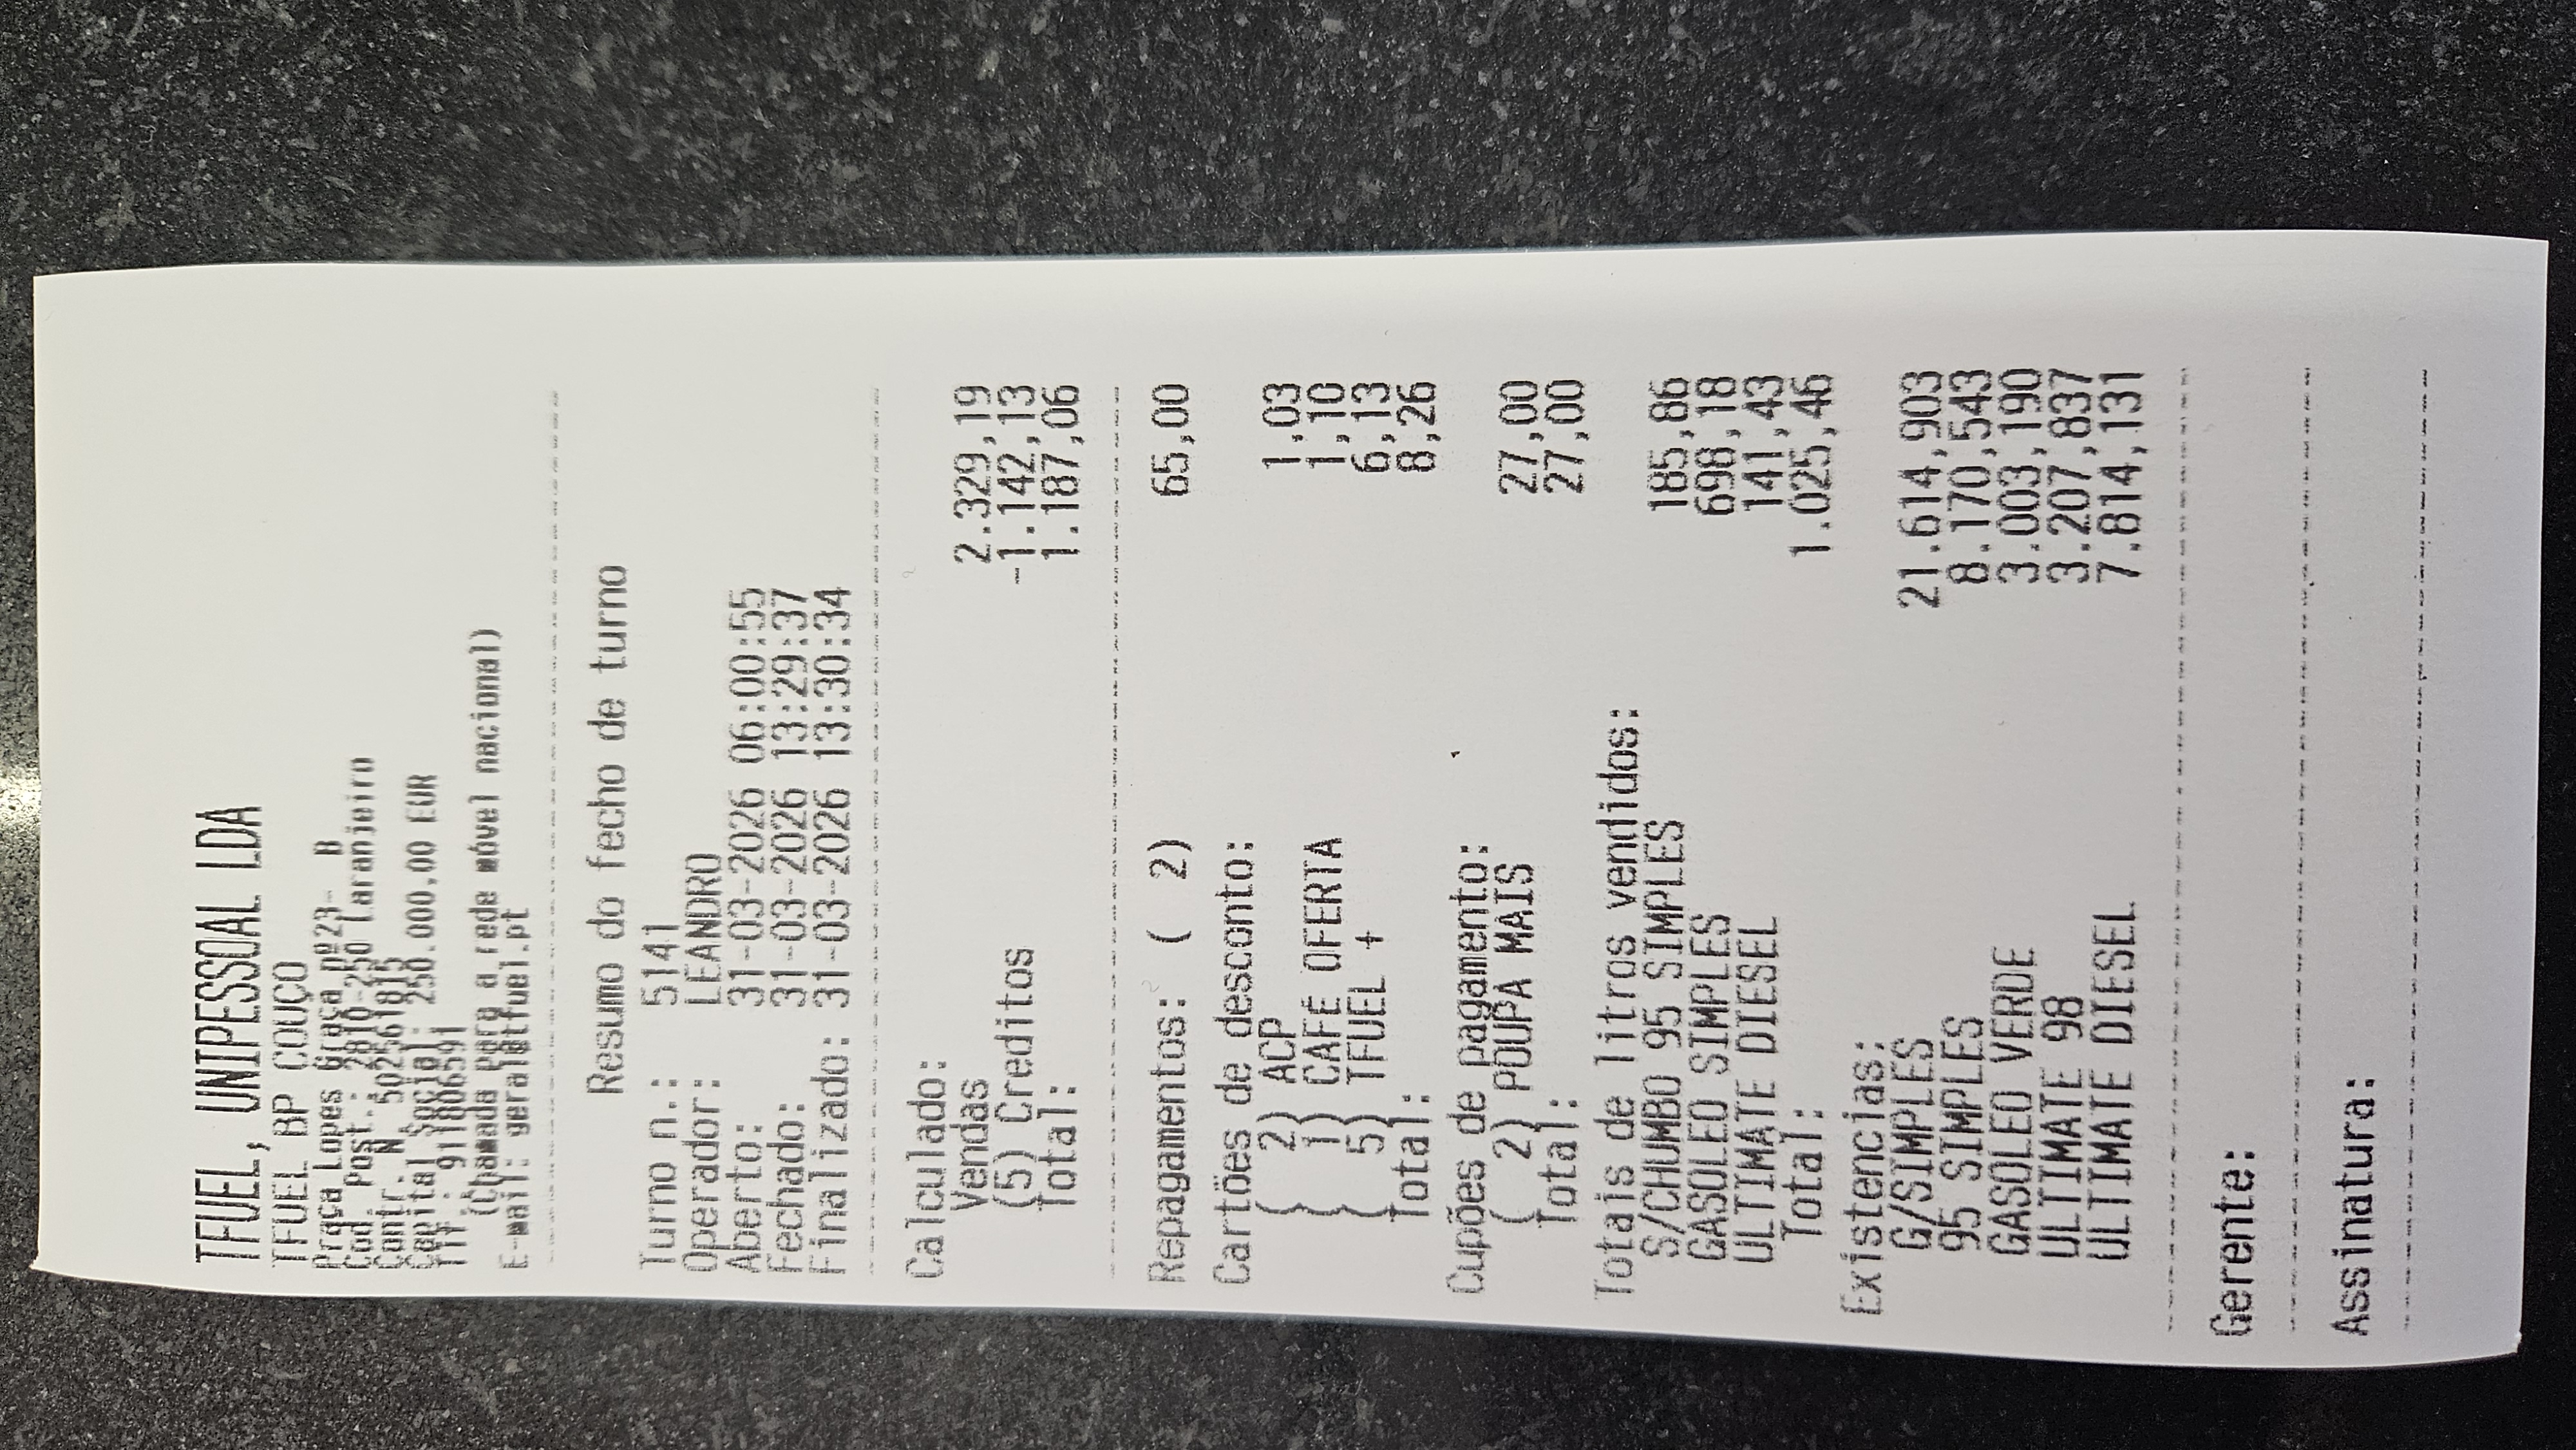 TFUEL, UNIPESSOAL LDA
TFUEL BP COUÇO
Praça Lopes Graça nº23- B
Cod. Post.: 2810-250 Laranjeiro
Contr. N. 502561815
Capital Social: 250.000,00 EUR
Tlf.: 911806591
(Chamada para a rede móvel nacional)
E-mail: geral@tfuel.pt
Resumo do fecho de turno
Turno n.: 5141
Operador: LEANDRO
Aberto: 31-03-2026 06:00:55
Fechado: 31-03-2026 13:29:37
Finalizado: 31-03-2026 13:30:34
Calculado:
Vendas 2.329,19
(5) Creditos -1.142,13
Total: 1.187,06
Repagamentos: ( 2) 65,00
Cartões de desconto:
( 2) ACP 1,03
( 1) CAFÉ OFERTA 1,10
( 5) TFUEL + 6,13
Total: 8,26
Cupões de pagamento:
( 2) POUPA MAIS 27,00
Total: 27,00
Totais de litros vendidos:
S/CHUMBO 95 SIMPLES 185,86
GASOLEO SIMPLES 698,18
ULTIMATE DIESEL 141,43
Total: 1.025,46
Existencias:
G/SIMPLES 21.614,903
95 SIMPLES 8.170,543
GASOLEO VERDE 3.003,190
ULTIMATE 98 3.207,837
ULTIMATE DIESEL 7.814,131
Gerente:
Assinatura: